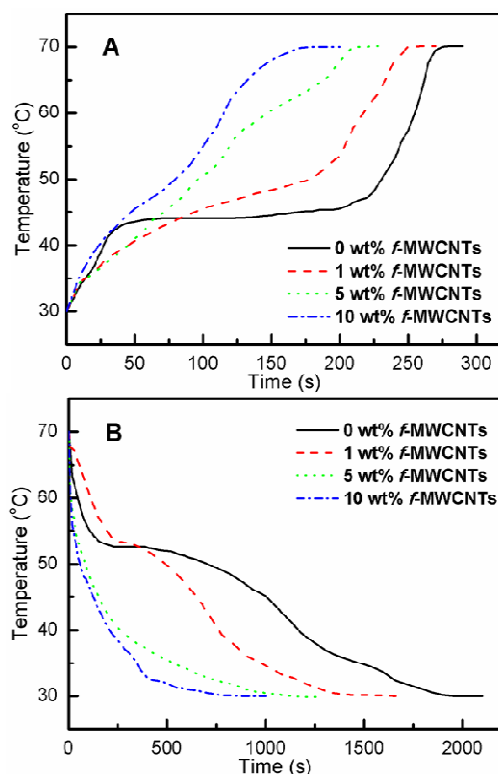 A
Temperature (°C)
70
60
50
40
30
0 wt% f-MWCNTs
1 wt% f-MWCNTs
5 wt% f-MWCNTs
10 wt% f-MWCNTs
0 50 100 150 200 250 300
Time (s)
B
Temperature (°C)
70
60
50
40
30
0 wt% f-MWCNTs
1 wt% f-MWCNTs
5 wt% f-MWCNTs
10 wt% f-MWCNTs
0 500 1000 1500 2000
Time (s)